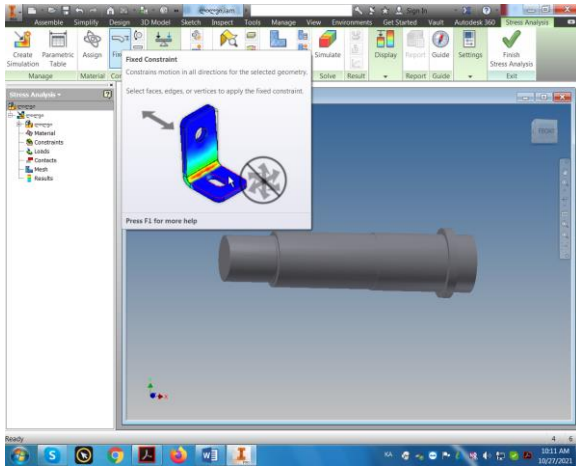 Sign In
Assemble Simplify Design 3D Model Sketch Inspect Tools Manage View Environments Get Started Vault Autodesk 360 Stress Analysis
Create Simulation
Parametric Table
Assign
Simulate
Display
Report
Guide
Settings
Finish Stress Analysis
Manage Material Solve Result Report Guide Exit
Fixed Constraint
Constrains motion in all directions for the selected geometry.
Select faces, edges, or vertices to apply the fixed constraint.
Press F1 for more help
Stress Analysis
Material
Constraints
Loads
Contacts
Mesh
Results
FRONT
x
Ready
4 6
KA
10:11 AM
10/27/2021